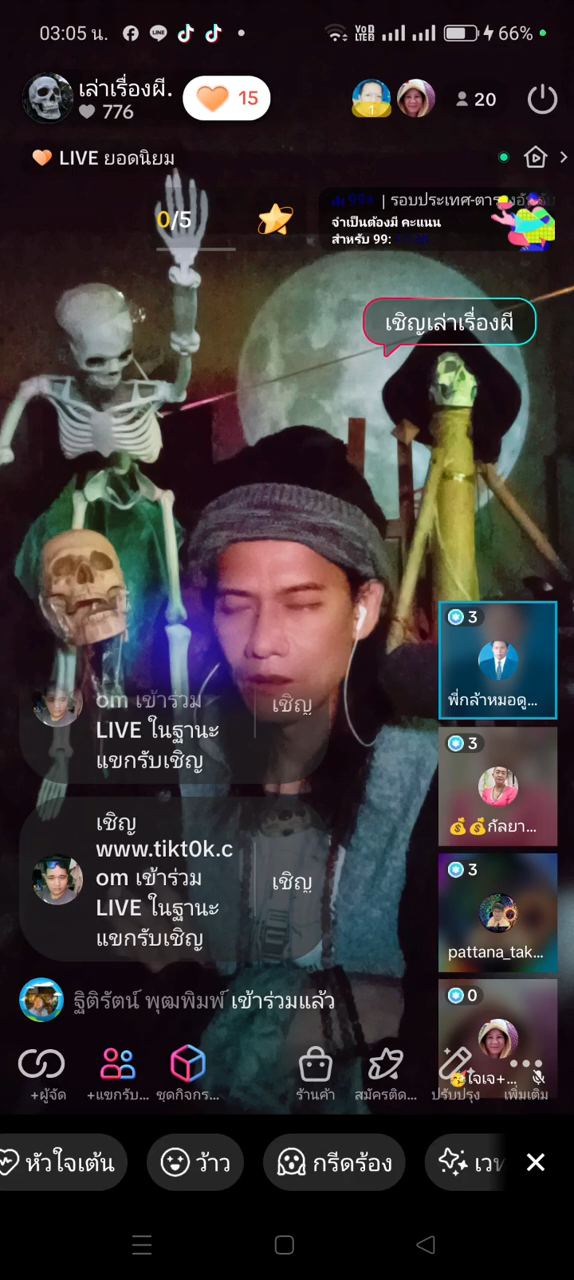 03:05 น.
VoD
LTE2
66%
เล่าเรื่องผี.
776
15
1
20
LIVE ยอดนิยม
0/5
99+ | รอบประเทศ-ตาราง
จำเป็นต้องมี คะแนน
สำหรับ 99:
เชิญเล่าเรื่องผี
3
พี่กล้าหมอดู...
om เข้าร่วม
LIVE ในฐานะ
แขกรับเชิญ
เชิญ
3
กัลยา...
เชิญ
www.tikt0k.c
om เข้าร่วม
LIVE ในฐานะ
แขกรับเชิญ
เชิญ
3
pattana_tak...
ฐิติรัตน์ พุฒพิมพ์ เข้าร่วมแล้ว
0
ใจเจ+...
+ผู้จัด
+แขกรับ...
ชุดกิจกร...
ร้านค้า
สมัครติด...
ปรับปรุง
เพิ่มเติม
หัวใจเต้น
ว้าว
กรีดร้อง